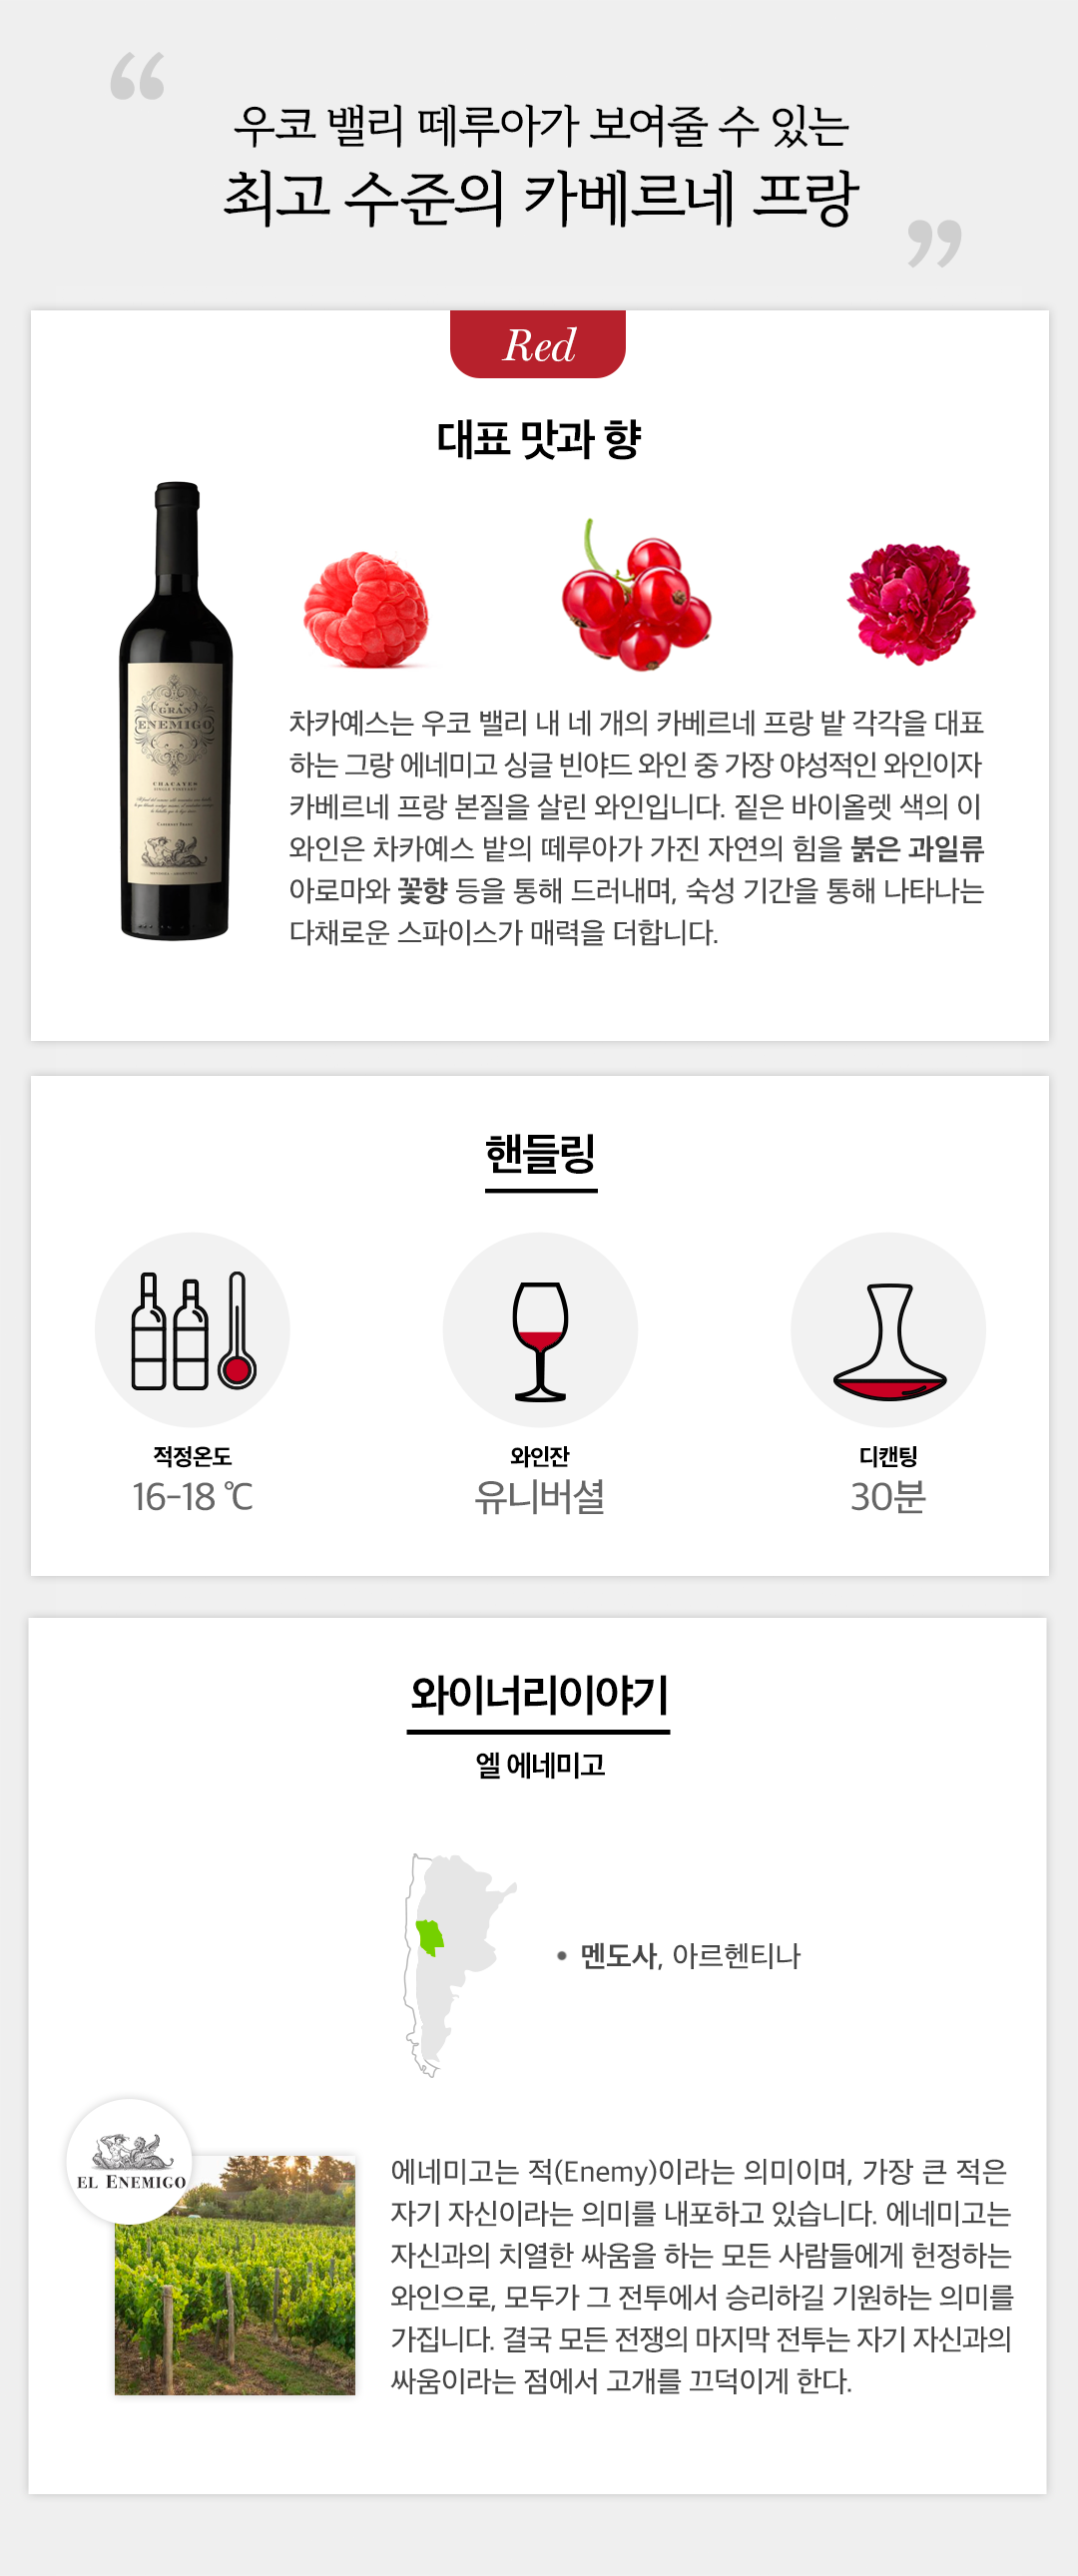 “
우코 밸리 떼루아가 보여줄 수 있는
최고 수준의 카베르네 프랑
”
Red
대표 맛과 향
GRAN
ENEMIGO
CHACAYES
SINGLE VINEYARD
CABERNET FRANC
MENDOZA - ARGENTINA
차카예스는 우코 밸리 내 네 개의 카베르네 프랑 밭 각각을 대표
하는 그랑 에네미고 싱글 빈야드 와인 중 가장 야성적인 와인이자
카베르네 프랑 본질을 살린 와인입니다. 짙은 바이올렛 색의 이
와인은 차카예스 밭의 떼루아가 가진 자연의 힘을 붉은 과일류
아로마와 꽃향 등을 통해 드러내며, 숙성 기간을 통해 나타나는
다채로운 스파이스가 매력을 더합니다.
핸들링
적정온도
16-18 ℃
와인잔
유니버셜
디캔팅
30분
와이너리이야기
엘 에네미고
• 멘도사, 아르헨티나
EL ENEMIGO
에네미고는 적(Enemy)이라는 의미이며, 가장 큰 적은
자기 자신이라는 의미를 내포하고 있습니다. 에네미고는
자신과의 치열한 싸움을 하는 모든 사람들에게 헌정하는
와인으로, 모두가 그 전투에서 승리하길 기원하는 의미를
가집니다. 결국 모든 전쟁의 마지막 전투는 자기 자신과의
싸움이라는 점에서 고개를 끄덕이게 한다.